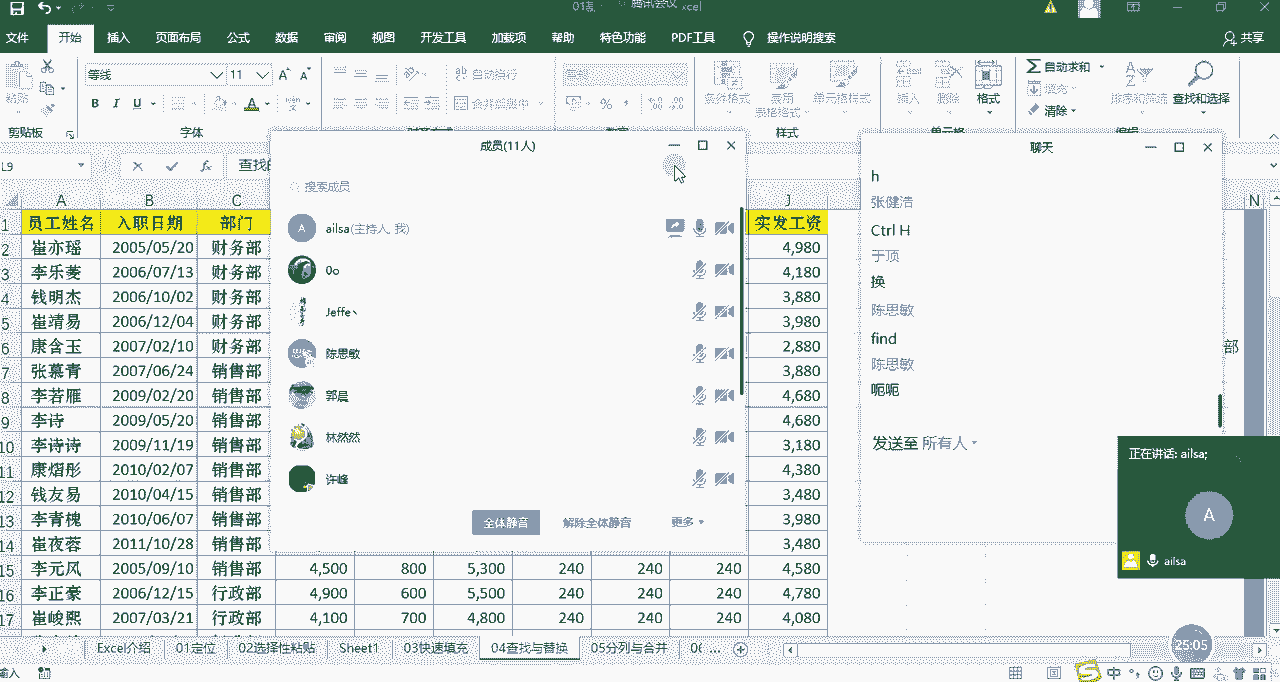 腾讯会议
文件 开始 插入 页面布局 公式 数据 审阅 视图 开发工具 加载项 帮助 特色功能 PDF工具 操作说明搜索 共享
等线 11 自动换行 自动求和
粘贴 条件格式 单元格样式 插入 删除 格式 填充 排序和筛选 查找和选择
表格格式 清除
剪贴板 字体 样式 编辑
L9 查找
A B C J N
员工姓名 入职日期 部门 实发工资
1
2 崔亦瑶 2005/05/20 财务部 4,980
3 李乐菱 2006/07/13 财务部 4,180
4 钱明杰 2006/10/02 财务部 3,880
5 崔靖易 2006/12/04 财务部 3,980
6 康含玉 2007/02/10 财务部 2,880 部
7 张慕青 2007/06/24 销售部 3,880
8 李若雁 2009/02/20 销售部 4,680
9 李诗 2009/05/20 销售部 4,680
10 李诗诗 2009/11/19 销售部 3,180
11 康熠彤 2010/02/07 销售部 4,380
12 钱友易 2010/04/15 销售部 3,480
13 李青槐 2010/06/07 销售部 3,980
14 崔夜蓉 2011/10/28 销售部 3,480
15 李元风 2005/09/10 销售部 4,500 800 5,300 240 240 240 4,580
16 李正豪 2006/12/15 行政部 4,900 600 5,500 240 240 240 4,780
17 崔峻熙 2007/03/21 行政部 4,100 700 4,800 240 240 240 4,080
成员(11人)
搜索成员
A ailsa(主持人, 我)
0o
Jeffe丶
陈思敏
郭晨
林然然
许峰
全体静音 解除全体静音 更多
聊天
h
张健浩
Ctrl H
于顶
换
陈思敏
find
陈思敏
呃呃
发送至 所有人
正在讲话: ailsa;
A
ailsa
Excel介绍 01定位 02选择性粘贴 Sheet1 03快速填充 04查找与替换 05分列与合并 0 ...
25:05
输入 中